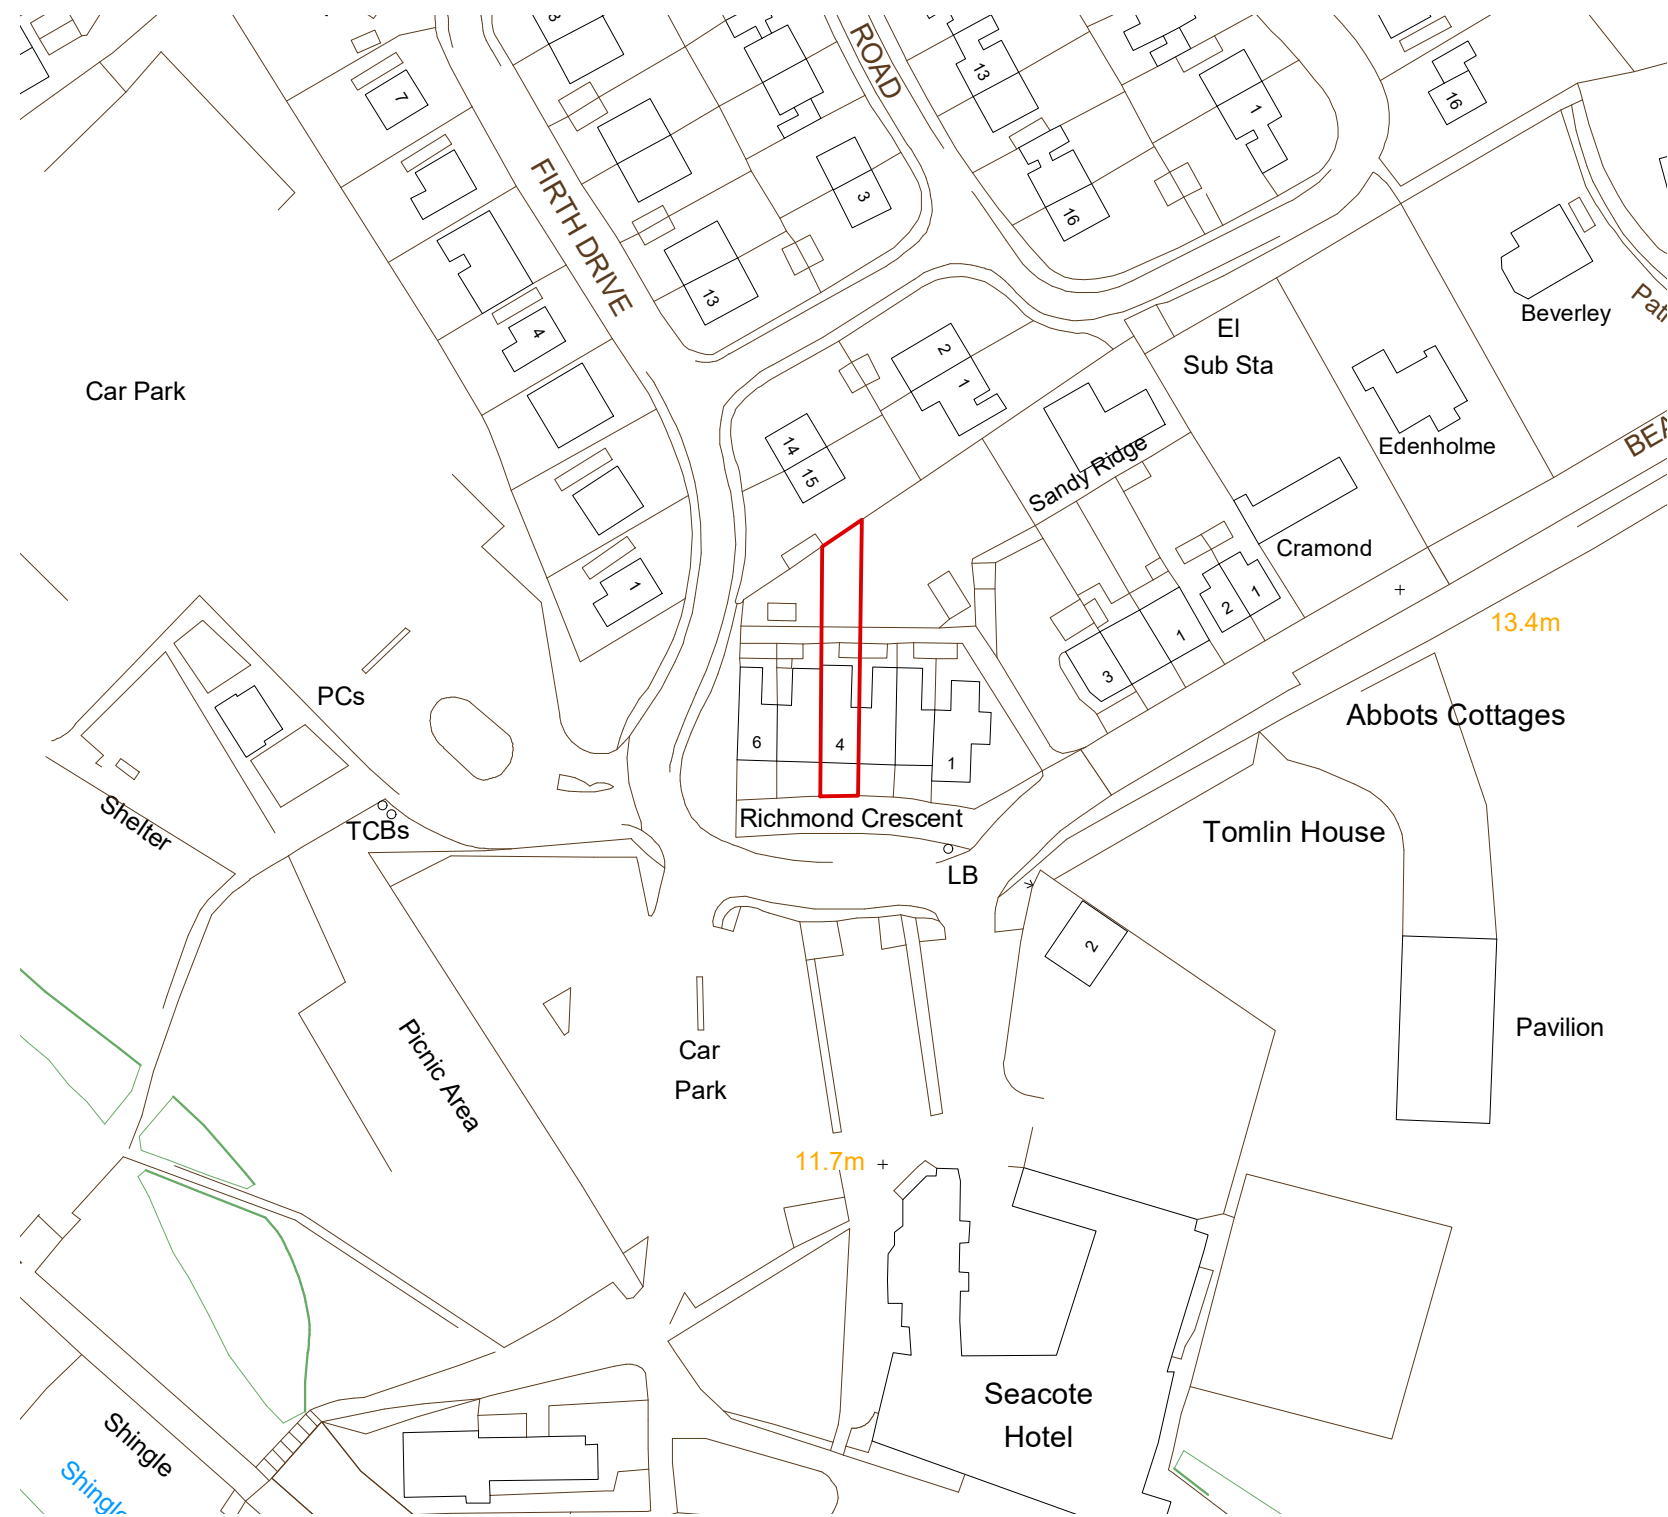 8
ROAD
13
7
1
16
FIRTH DRIVE
3
16
13
Beverley
4
El
Sub Sta
2
1
Car Park
14
15
Sandy Ridge
Edenholme
Cramond
1
2
1
13.4m
1
3
PCs
Abbots Cottages
6
4
1
Shelter
TCBs
Richmond Crescent
Tomlin House
LB
2
Picnic Area
Car
Park
Pavilion
11.7m
Seacote
Hotel
Shingle